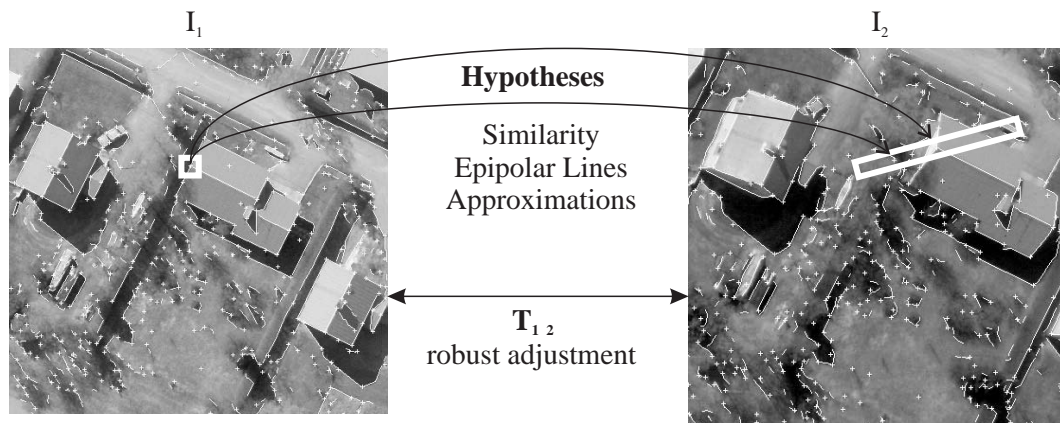 I₁
I₂
Hypotheses
Similarity
Epipolar Lines
Approximations
T₁ ₂
robust adjustment